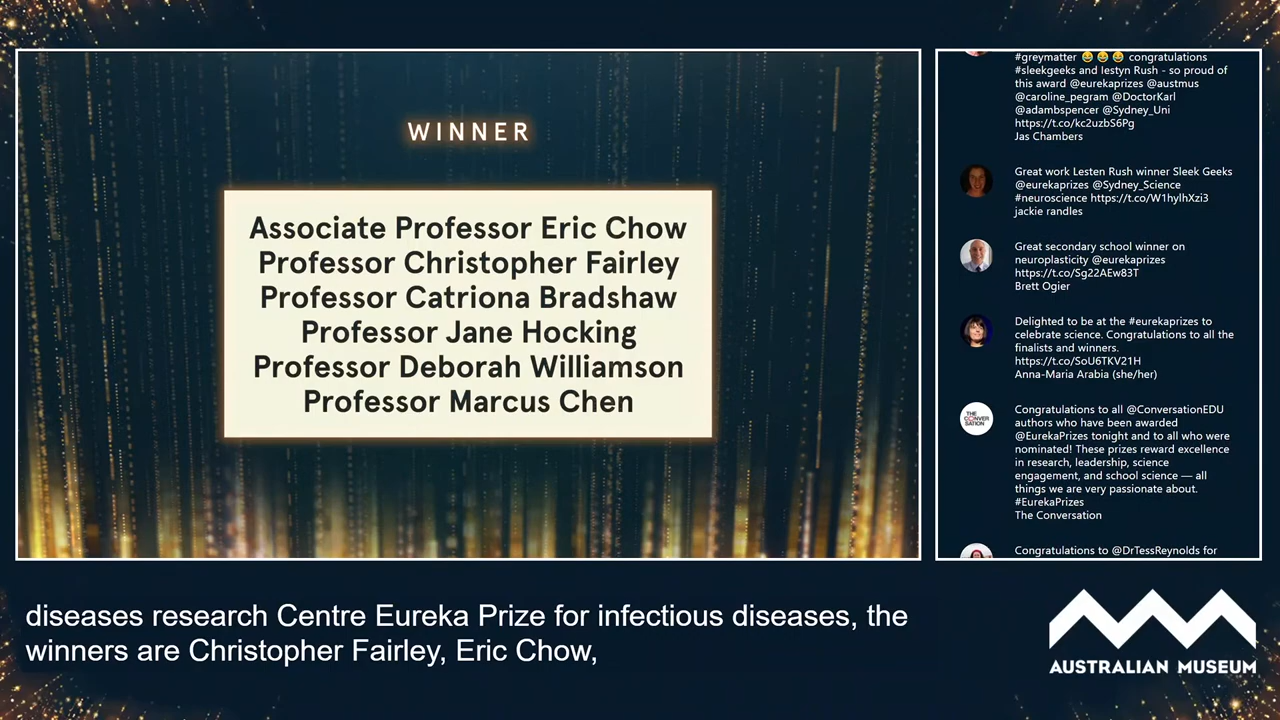 WINNER
Associate Professor Eric Chow
Professor Christopher Fairley
Professor Catriona Bradshaw
Professor Jane Hocking
Professor Deborah Williamson
Professor Marcus Chen
#greymatter 😂 😂 😂 congratulations
#sleekgeeks and Iestyn Rush - so proud of
this award @eurekaprizes @austmus
@caroline_pegram @DoctorKarl
@adambspencer @Sydney_Uni
https://t.co/kc2uzbS6Pg
Jas Chambers
Great work Lesten Rush winner Sleek Geeks
@eurekaprizes @Sydney_Science
#neuroscience https://t.co/W1hylhXzi3
jackie randles
Great secondary school winner on
neuroplasticity @eurekaprizes
https://t.co/Sg22AEw83T
Brett Ogier
Delighted to be at the #eurekaprizes to
celebrate science. Congratulations to all the
finalists and winners.
https://t.co/SoU6TKV21H
Anna-Maria Arabia (she/her)
THE
CONVER
SATION
Congratulations to all @ConversationEDU
authors who have been awarded
@EurekaPrizes tonight and to all who were
nominated! These prizes reward excellence
in research, leadership, science
engagement, and school science — all
things we are very passionate about.
#EurekaPrizes
The Conversation
Congratulations to @DrTessReynolds for
diseases research Centre Eureka Prize for infectious diseases, the
winners are Christopher Fairley, Eric Chow,
AUSTRALIAN MUSEUM